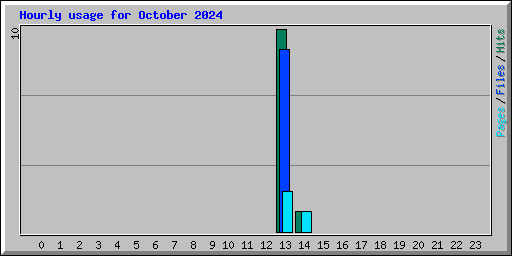 Hourly usage for October 2024
10
Pages/Files/Hits
0 1 2 3 4 5 6 7 8 9 10 11 12 13 14 15 16 17 18 19 20 21 22 23